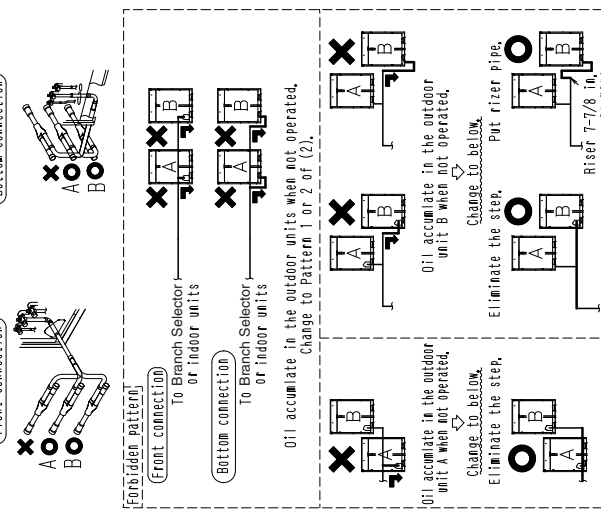 Front connection
Bottom connection
A
B
A
B
Forbidden pattern
Front connection
To Branch Selector
or indoor units
A
B
Bottom connection
To Branch Selector
or indoor units
A
B
Oil accumlate in the outdoor units when not operated.
Change to Pattern 1 or 2 of (2).
A
B
Oil accumlate in the outdoor
unit A when not operated.
Change to below.
Eliminate the step.
A
B
A
B
A
B
Oil accumlate in the outdoor
unit B when not operated.
Change to below.
Eliminate the step.
Put rizer pipe.
A
B
A
B
Riser 7-7/8 in.